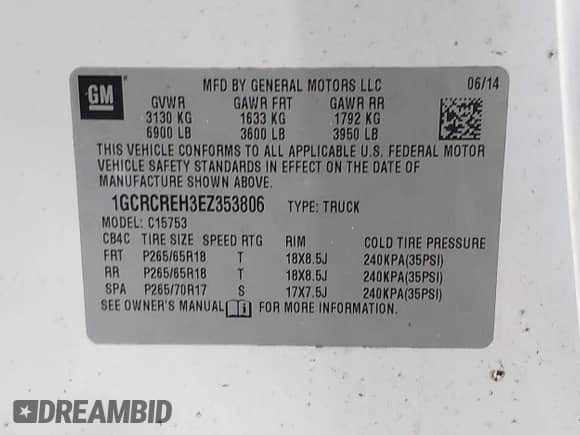 GM
MFD BY GENERAL MOTORS LLC 06/14
GVWR GAWR FRT GAWR RR
3130 KG 1633 KG 1792 KG
6900 LB 3600 LB 3950 LB
THIS VEHICLE CONFORMS TO ALL APPLICABLE U.S. FEDERAL MOTOR
VEHICLE SAFETY STANDARDS IN EFFECT ON THE DATE OF
MANUFACTURE SHOWN ABOVE.
1GCRCREH3EZ353806 TYPE: TRUCK
MODEL: C15753
CB4C TIRE SIZE SPEED RTG RIM COLD TIRE PRESSURE
FRT P265/65R18 T 18X8.5J 240KPA(35PSI)
RR P265/65R18 T 18X8.5J 240KPA(35PSI)
SPA P265/70R17 S 17X7.5J 240KPA(35PSI)
SEE OWNER'S MANUAL FOR MORE INFORMATION.
DREAMBID